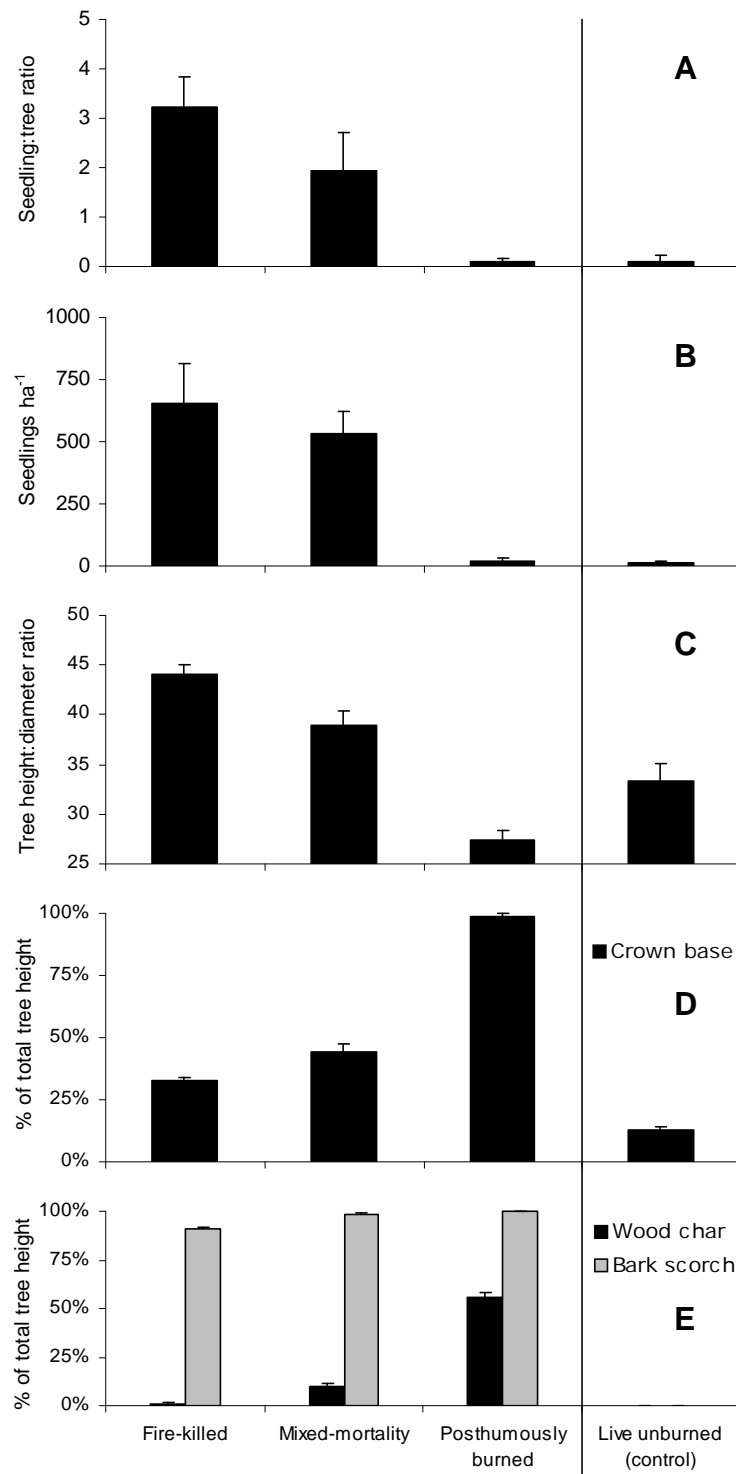 Seedling:tree ratio
5
4
3
2
1
0
A
Seedlings ha⁻¹
1000
750
500
250
0
B
Tree height:diameter ratio
50
45
40
35
30
25
C
% of total tree height
100%
75%
50%
25%
0%
Crown base
D
% of total tree height
100%
75%
50%
25%
0%
Wood char
Bark scorch
E
Fire-killed
Mixed-mortality
Posthumously
burned
Live unburned
(control)